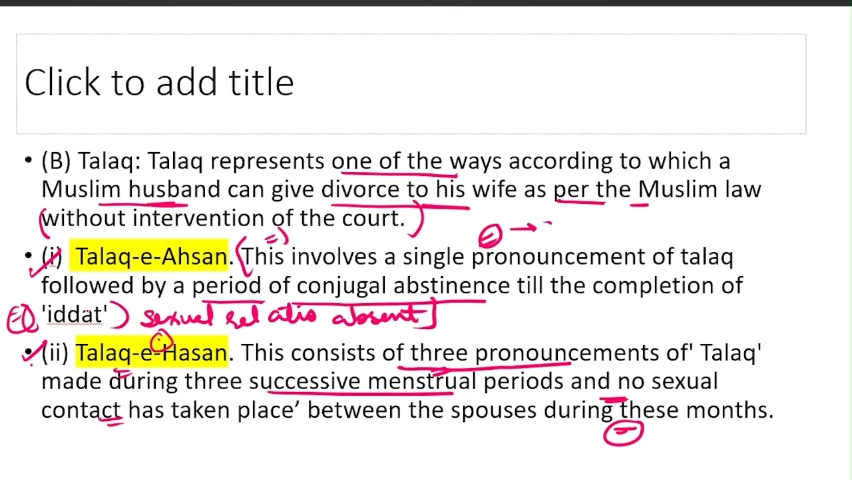 Click to add title
• (B) Talaq: Talaq represents one of the ways according to which a
Muslim husband can give divorce to his wife as per the Muslim law
(without intervention of the court.)
• (i) Talaq-e-Ahsan. (This involves a single pronouncement of talaq
followed by a period of conjugal abstinence till the completion of
'iddat') sexual relatio absent]
• (ii) Talaq-e-Hasan. This consists of three pronouncements of' Talaq'
made during three successive menstrual periods and no sexual
contact has taken place’ between the spouses during these months.